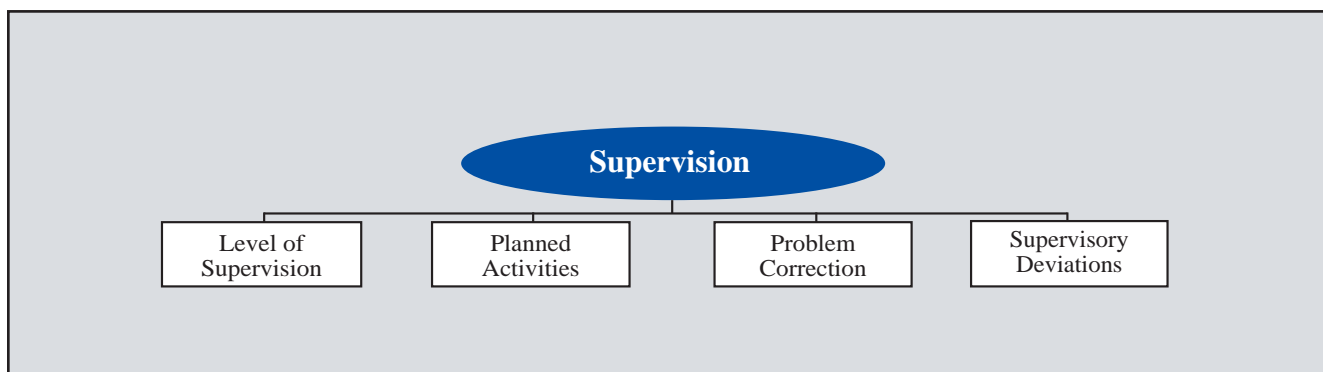 Supervision
Level of
Supervision
Planned
Activities
Problem
Correction
Supervisory
Deviations